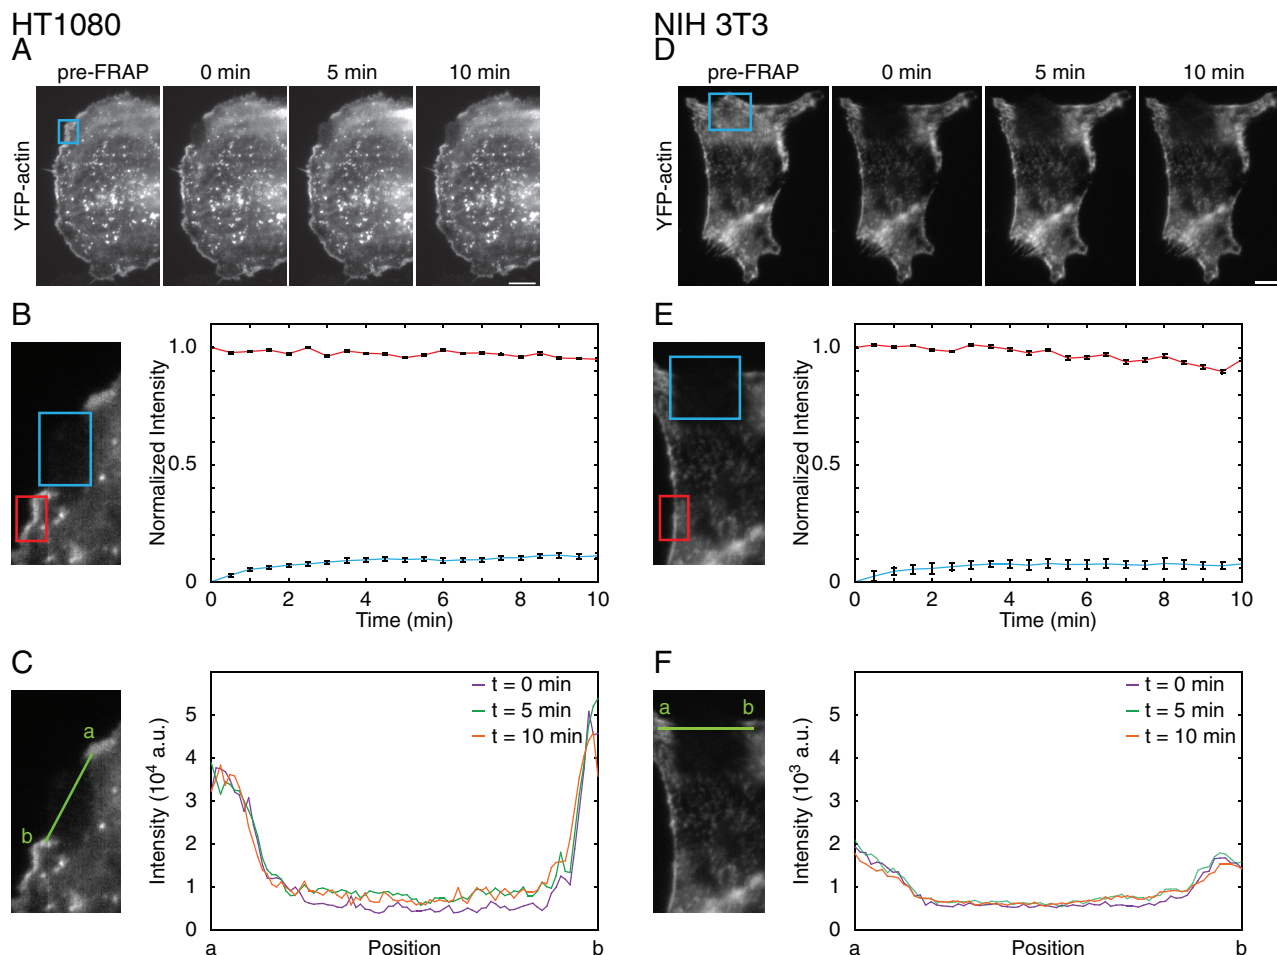 HT1080
A
pre-FRAP 0 min 5 min 10 min
YFP-actin
B
Normalized Intensity
1.0
0.5
0
0 2 4 6 8 10
Time (min)
C
a
b
Intensity (10⁴ a.u.)
5
4
3
2
1
0
t = 0 min
t = 5 min
t = 10 min
a Position b
NIH 3T3
D
pre-FRAP 0 min 5 min 10 min
YFP-actin
E
Normalized Intensity
1.0
0.5
0
0 2 4 6 8 10
Time (min)
F
a b
Intensity (10³ a.u.)
5
4
3
2
1
0
t = 0 min
t = 5 min
t = 10 min
a Position b